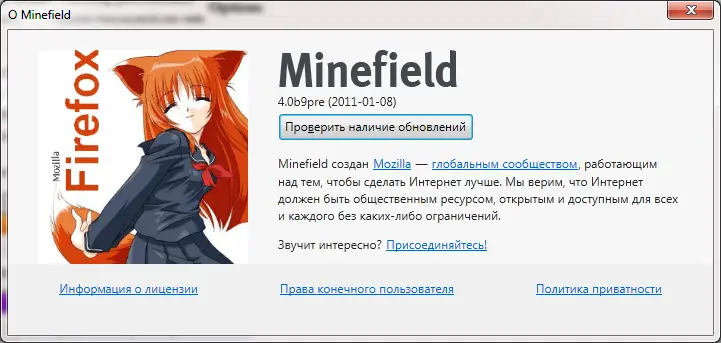 О Minefield
Mozilla
Firefox
Minefield
4.0b9pre (2011-01-08)
Проверить наличие обновлений
Minefield создан Mozilla — глобальным сообществом, работающим
над тем, чтобы сделать Интернет лучше. Мы верим, что Интернет
должен быть общественным ресурсом, открытым и доступным для всех
и каждого без каких-либо ограничений.
Звучит интересно? Присоединяйтесь!
Информация о лицензии
Права конечного пользователя
Политика приватности